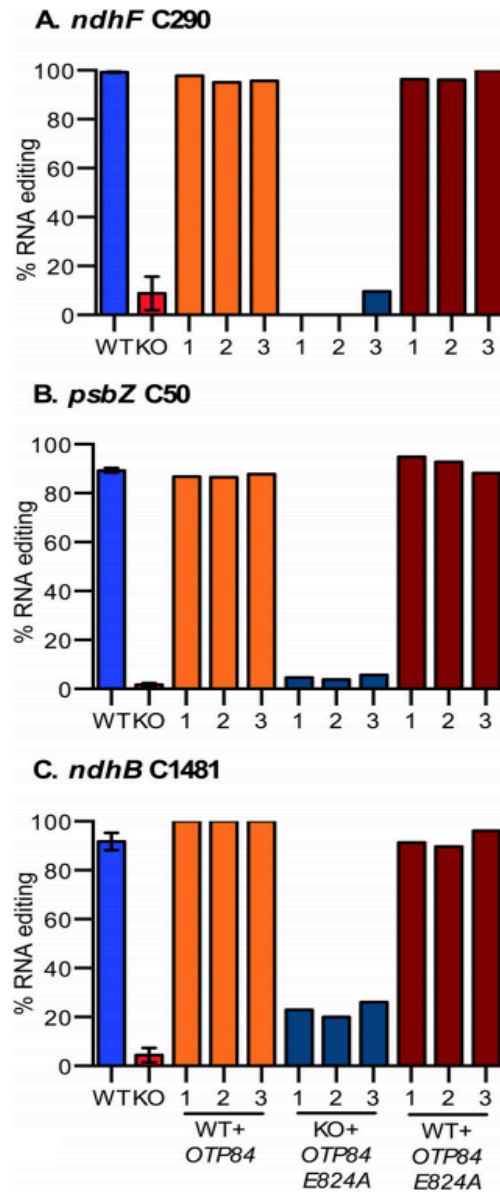 A. ndhF C290
% RNA editing
100
80
60
40
20
0
WT KO 1 2 3 1 2 3 1 2 3
B. psbZ C50
% RNA editing
100
80
60
40
20
0
WT KO 1 2 3 1 2 3 1 2 3
C. ndhB C1481
% RNA editing
100
80
60
40
20
0
WT KO 1 2 3 1 2 3 1 2 3
WT+ KO+ WT+
OTP84 OTP84 OTP84
E824A E824A